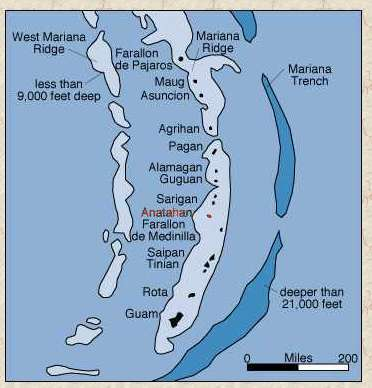 West Mariana
Ridge
less than
9,000 feet deep
Farallon
de Pajaros
Mariana
Ridge
Maug
Asuncion
Mariana
Trench
Agrihan
Pagan
Alamagan
Guguan
Sarigan
Anatahan
Farallon
de Medinilla
Saipan
Tinian
Rota
Guam
deeper than
21,000 feet
0 Miles 200